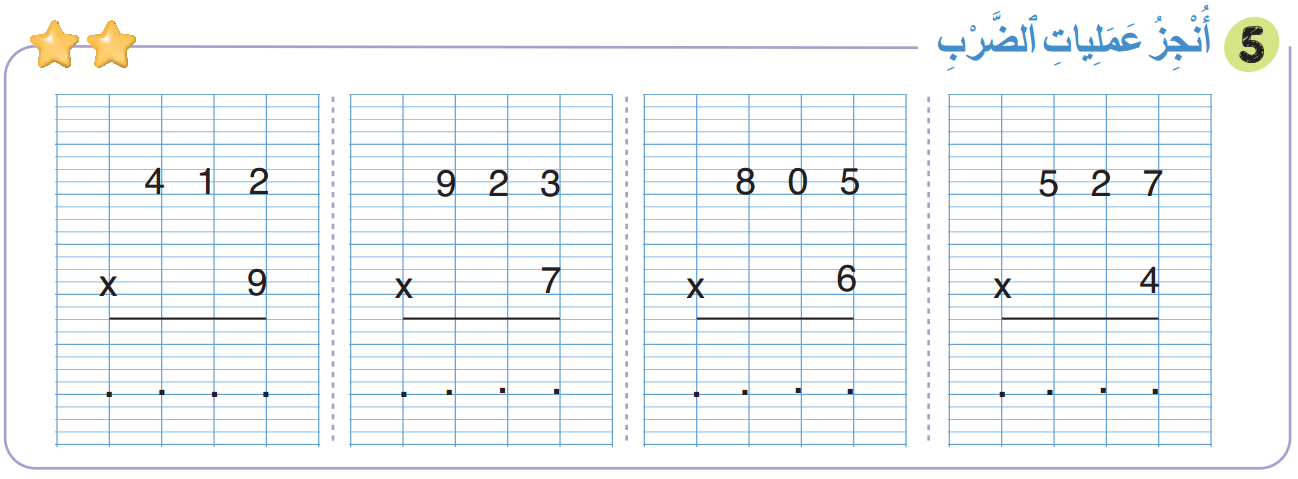 5 أُنْجِزُ عَمَلِياتِ ٱلضَّرْبِ
5 2 7
x 4
. . . .
8 0 5
x 6
. . . .
9 2 3
x 7
. . . .
4 1 2
x 9
. . . .